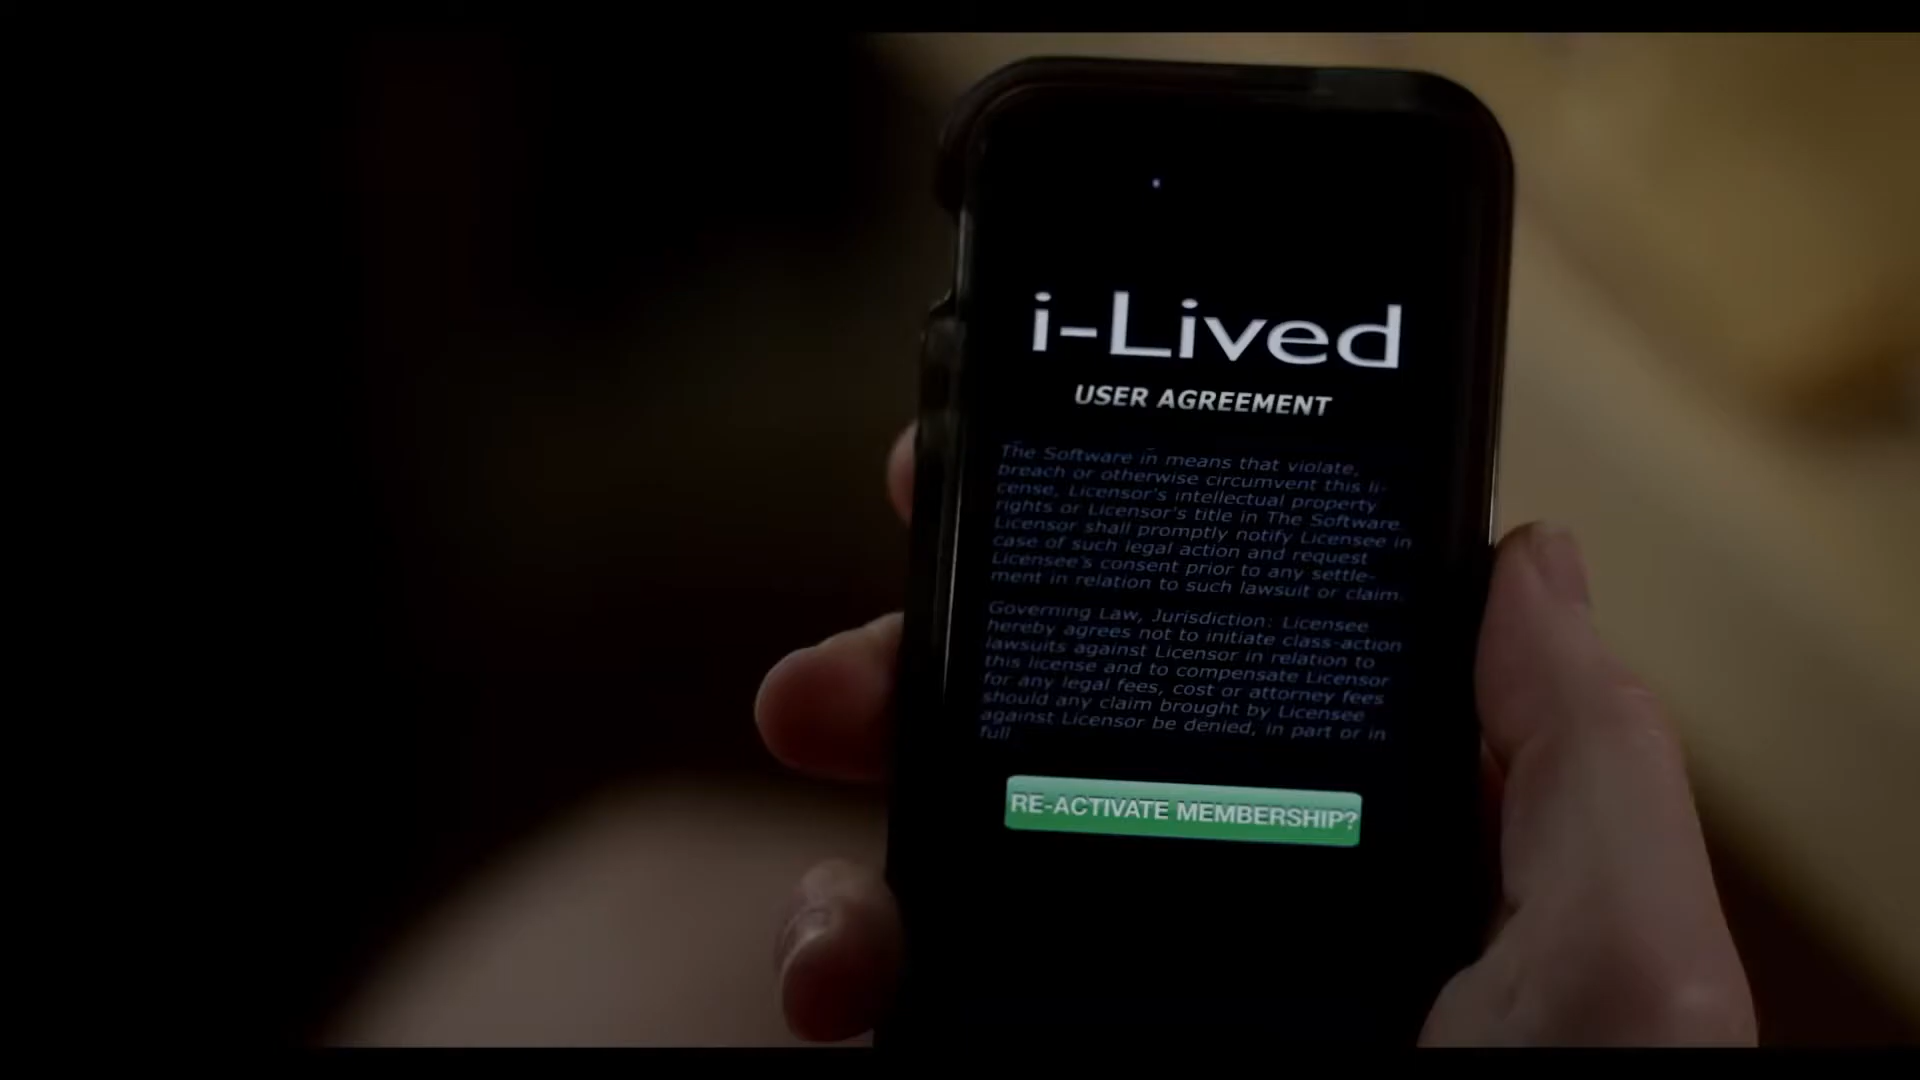 i-Lived
USER AGREEMENT
The Software in means that violate,
breach or otherwise circumvent this li-
cense, Licensor's intellectual property
rights or Licensor's title in The Software.
Licensor shall promptly notify Licensee in
case of such legal action and request
Licensee's consent prior to any settle-
ment in relation to such lawsuit or claim.
Governing Law, Jurisdiction: Licensee
hereby agrees not to initiate class-action
lawsuits against Licensor in relation to
this license and to compensate Licensor
for any legal fees, cost or attorney fees
should any claim brought by Licensee
against Licensor be denied, in part or in
full
RE-ACTIVATE MEMBERSHIP?